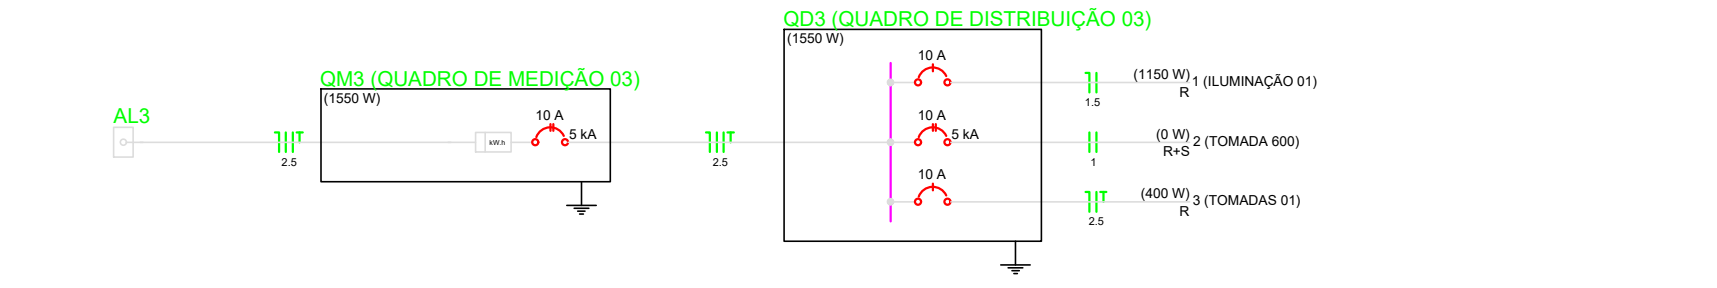 AL3
2.5
QM3 (QUADRO DE MEDIÇÃO 03)
(1550 W)
kW.h
10 A
5 kA
2.5
QD3 (QUADRO DE DISTRIBUIÇÃO 03)
(1550 W)
10 A
1.5
(1150 W)
R
1 (ILUMINAÇÃO 01)
10 A
5 kA
1
(0 W)
R+S
2 (TOMADA 600)
10 A
2.5
(400 W)
R
3 (TOMADAS 01)